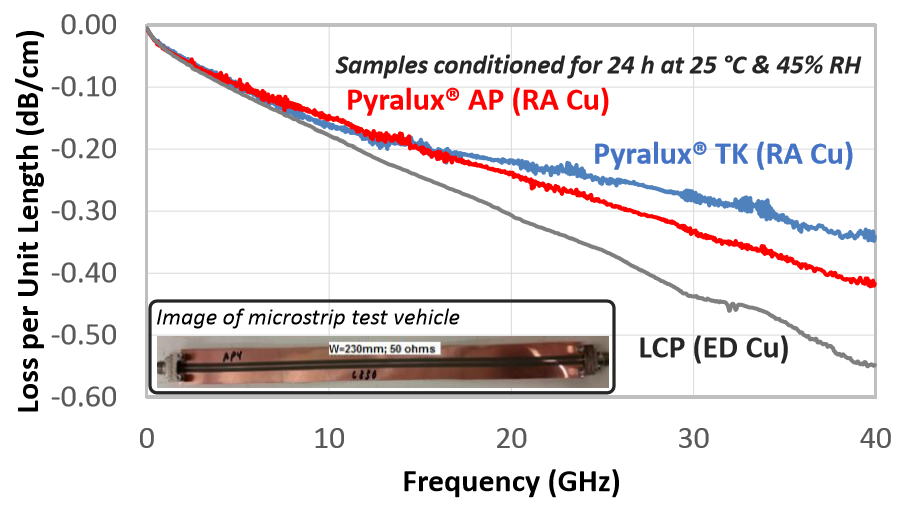 0.00
-0.10
-0.20
-0.30
-0.40
-0.50
-0.60
Loss per Unit Length (dB/cm)
Samples conditioned for 24 h at 25 °C & 45% RH
Pyralux® AP (RA Cu)
Pyralux® TK (RA Cu)
LCP (ED Cu)
Image of microstrip test vehicle
W=230mm; 50 ohms
0 10 20 30 40
Frequency (GHz)